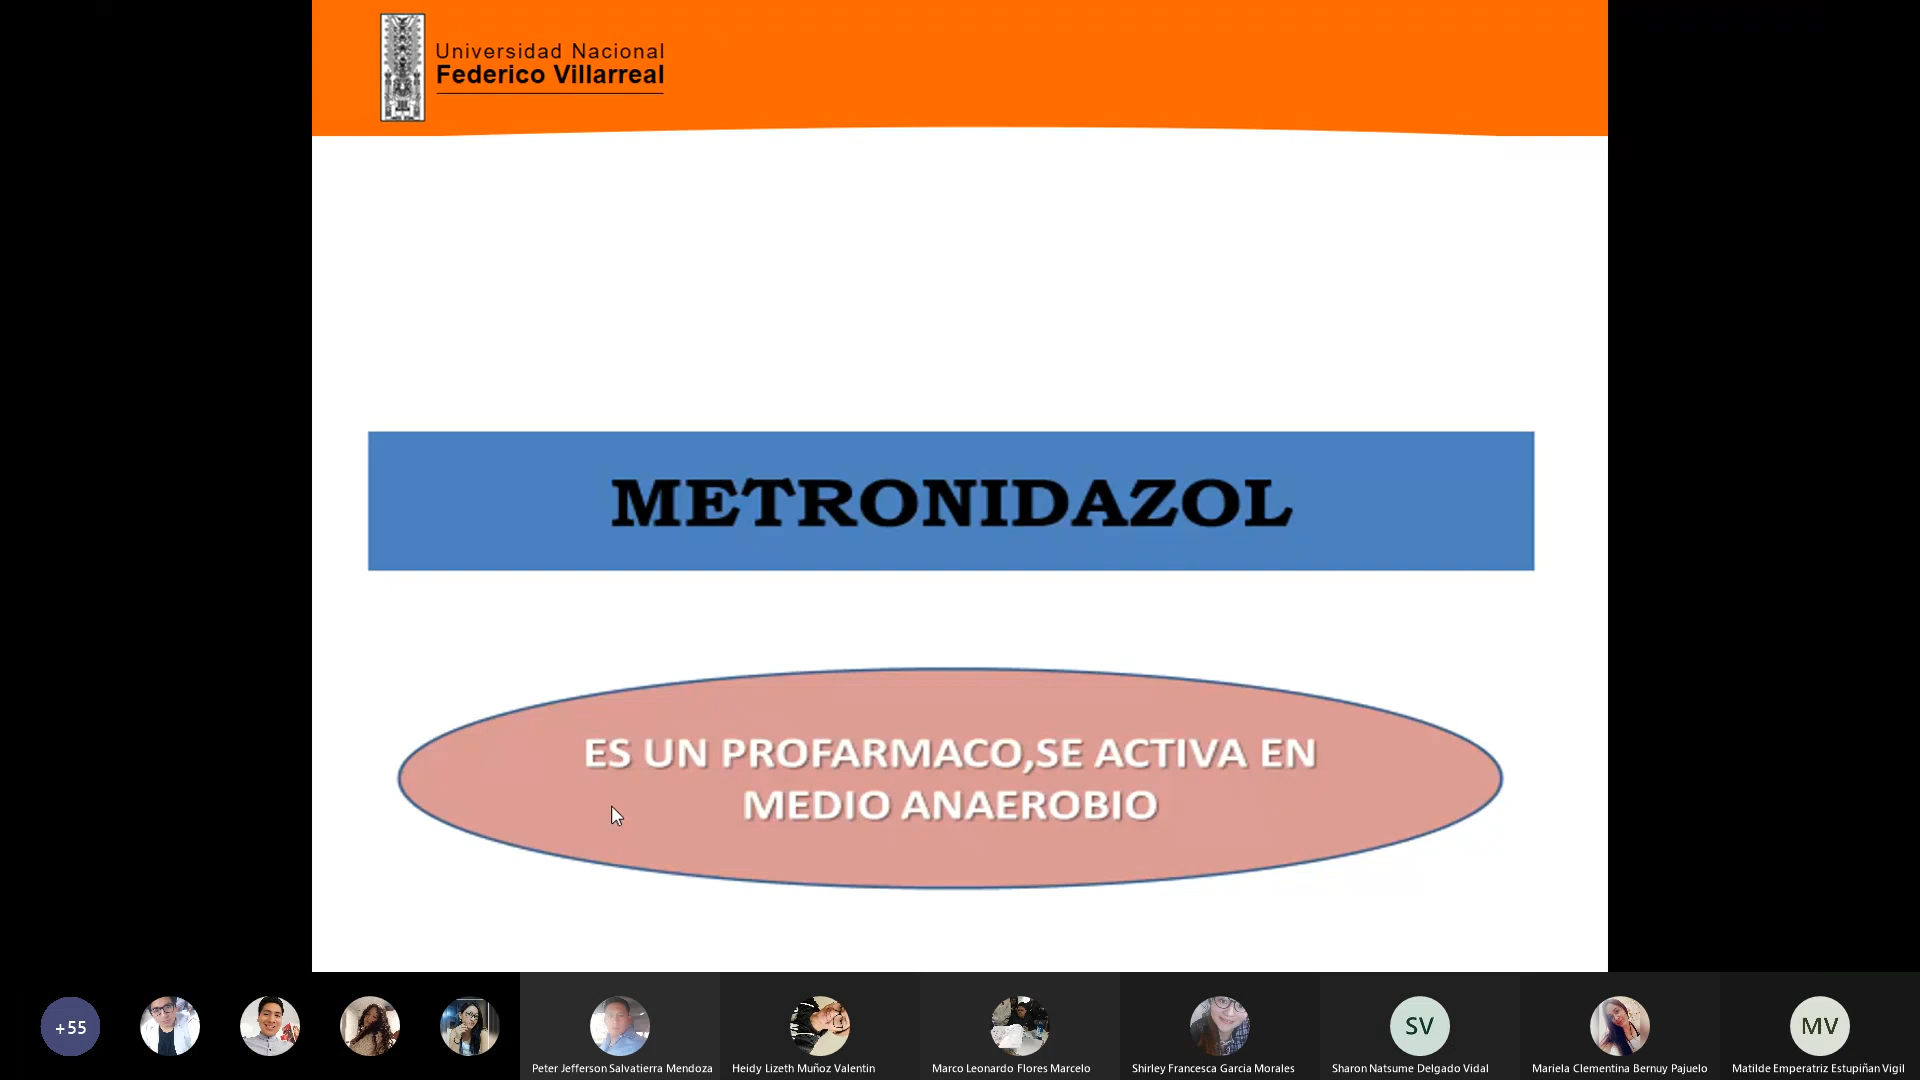 Universidad Nacional
Federico Villarreal
METRONIDAZOL
ES UN PROFARMACO,SE ACTIVA EN
MEDIO ANAEROBIO
+55
SV
MV
Peter Jefferson Salvatierra Mendoza
Heidy Lizeth Muñoz Valentin
Marco Leonardo Flores Marcelo
Shirley Francesca Garcia Morales
Sharon Natsume Delgado Vidal
Mariela Clementina Bernuy Pajuelo
Matilde Emperatriz Estupiñan Vigil